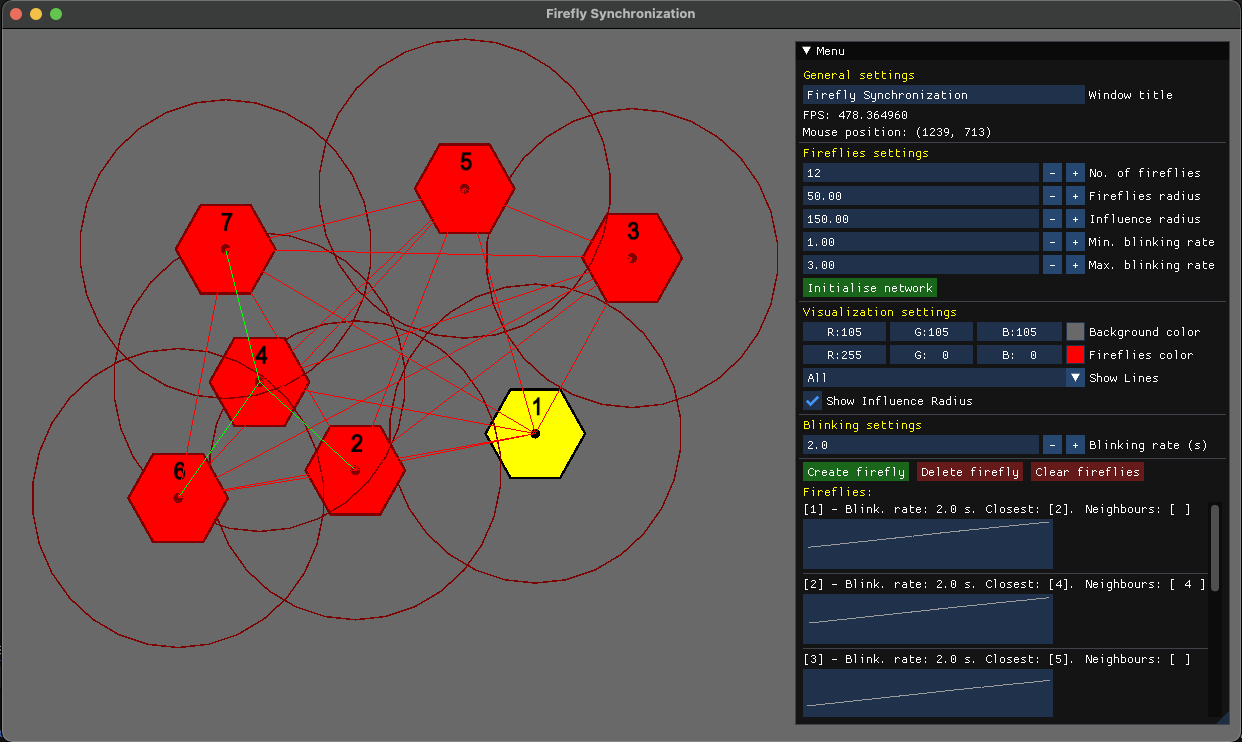 Firefly Synchronization
5
3
7
4
1
2
6
Menu
General settings
Firefly Synchronization Window title
FPS: 478.364960
Mouse position: (1239, 713)
Fireflies settings
12 - + No. of fireflies
50.00 - + Fireflies radius
150.00 - + Influence radius
1.00 - + Min. blinking rate
3.00 - + Max. blinking rate
Initialise network
Visualization settings
R:105 G:105 B:105 Background color
R:255 G: 0 B: 0 Fireflies color
All Show Lines
Show Influence Radius
Blinking settings
2.0 - + Blinking rate (s)
Create firefly Delete firefly Clear fireflies
Fireflies:
[1] - Blink. rate: 2.0 s. Closest: [2]. Neighbours: [ ]
[2] - Blink. rate: 2.0 s. Closest: [4]. Neighbours: [ 4 ]
[3] - Blink. rate: 2.0 s. Closest: [5]. Neighbours: [ ]